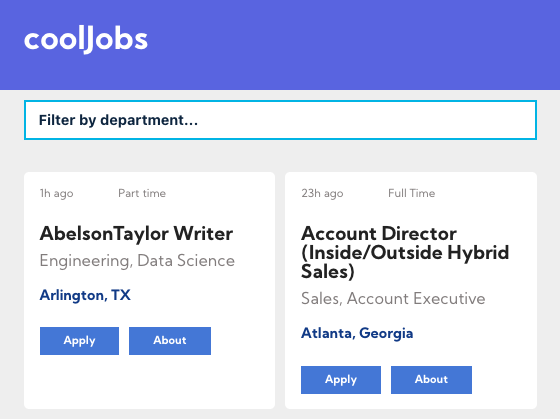 coolJobs
Filter by department...
1h ago Part time
AbelsonTaylor Writer
Engineering, Data Science
Arlington, TX
Apply About
23h ago Full Time
Account Director
(Inside/Outside Hybrid
Sales)
Sales, Account Executive
Atlanta, Georgia
Apply About